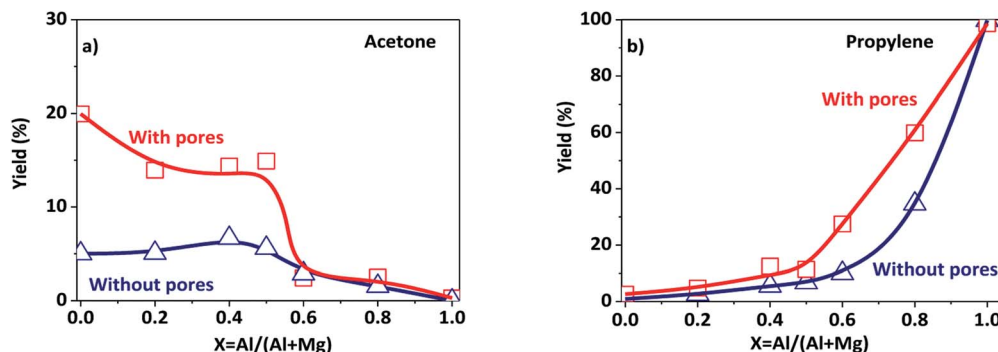 a)
Acetone
With pores
Without pores
Yield (%)
30
20
10
0
0.0 0.2 0.4 0.6 0.8 1.0
X=Al/(Al+Mg)
b)
Propylene
With pores
Without pores
Yield (%)
100
80
60
40
20
0
0.0 0.2 0.4 0.6 0.8 1.0
X=Al/(Al+Mg)